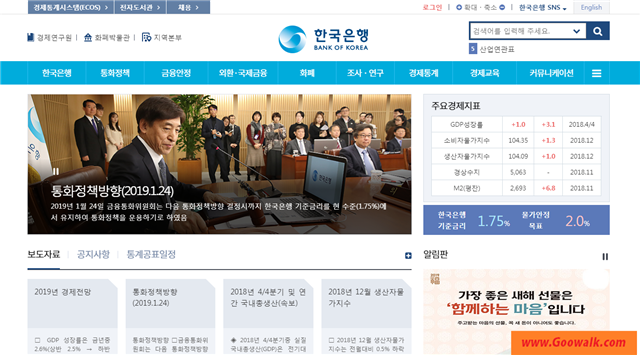 경제통계시스템(ECOS) 전자도서관 채용
로그인 확대 · 축소 한국은행 SNS English
경제연구원 화폐박물관 지역본부
한국은행
BANK OF KOREA
검색어를 입력해 주세요.
5 산업연관표
한국은행 통화정책 금융안정 외환·국제금융 화폐 조사·연구 경제통계 경제교육 커뮤니케이션
주요경제지표
GDP성장률 +1.0 +3.1 2018.4/4
소비자물가지수 104.35 +1.3 2018.12
생산자물가지수 104.09 +1.0 2018.12
경상수지 5,063 - 2018.11
M2(평잔) 2,693 +6.8 2018.11
통화정책방향(2019.1.24)
2019년 1월 24일 금융통화위원회는 다음 통화정책방향 결정시까지 한국은행 기준금리를 현 수준(1.75%)에
서 유지하여 통화정책을 운용하기로 하였음
한국은행
기준금리 1.75% 물가안정
목표 2.0%
보도자료 공지사항 통계공표일정
알림판
2019년 경제전망
통화정책방향
(2019.1.24)
2018년 4/4분기 및 연
간 국내총생산(속보)
2018년 12월 생산자물
가지수
□ GDP 성장률은 금년중
2.6%(상반 2.5% → 하반
통화정책방향 □금융통화위
원회는 다음 통화정책방향
◈ 2018년 4/4분기중 실질
국내총생산(GDP)은 전기대
□ 2018년 12월 생산자물가
지수는 전월대비 0.5% 하락
가장 좋은 새해 선물은
'함께하는 마음'입니다
www.Goowalk.com